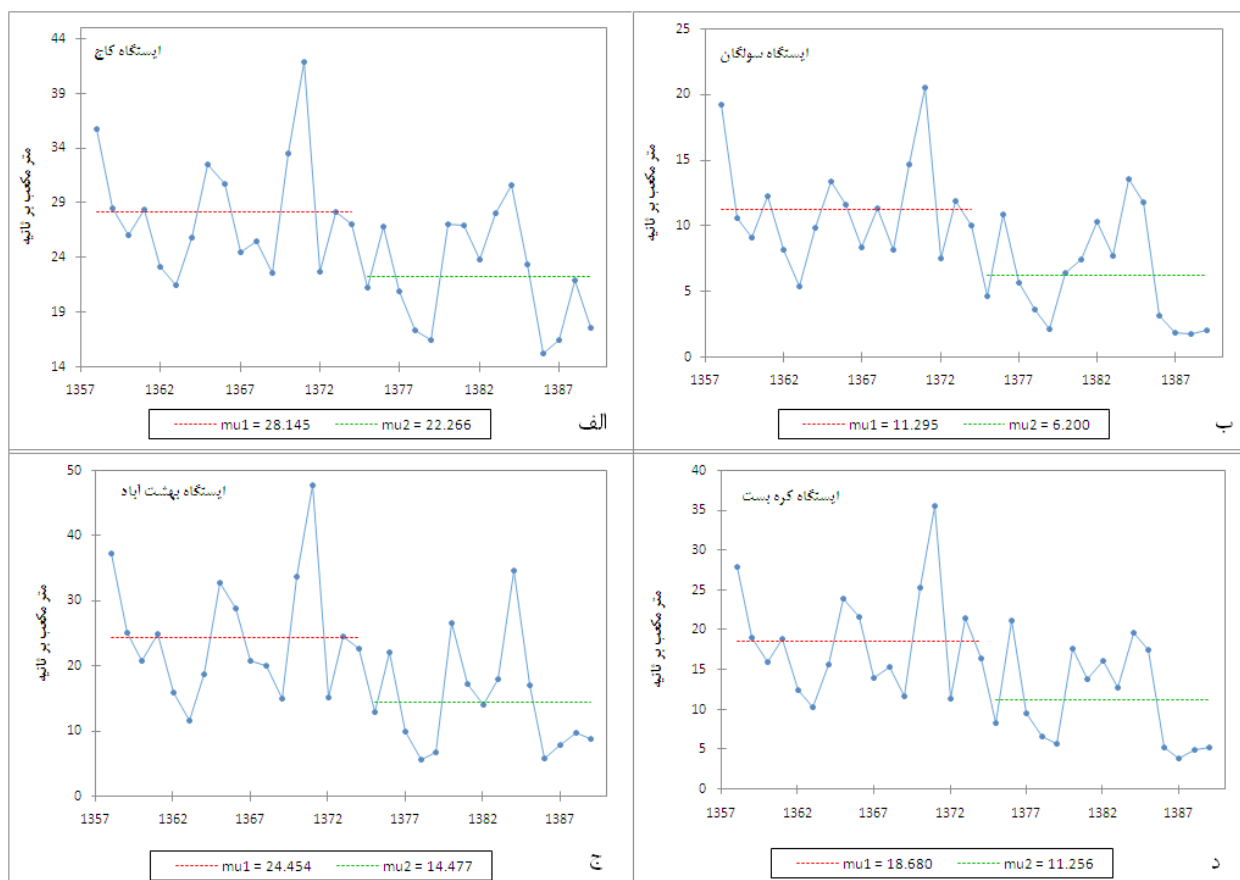 ایستگاه کاج
متر مکعب بر ثانیه
44
39
34
29
24
19
14
1357 1362 1367 1372 1377 1382 1387
mu1 = 28.145 mu2 = 22.266
الف
ایستگاه سولگان
متر مکعب بر ثانیه
25
20
15
10
5
0
1357 1362 1367 1372 1377 1382 1387
mu1 = 11.295 mu2 = 6.200
ب
ایستگاه بهشت آباد
متر مکعب بر ثانیه
50
40
30
20
10
0
1357 1362 1367 1372 1377 1382 1387
mu1 = 24.454 mu2 = 14.477
ج
ایستگاه کره بست
متر مکعب بر ثانیه
40
35
30
25
20
15
10
5
0
1357 1362 1367 1372 1377 1382 1387
mu1 = 18.680 mu2 = 11.256
د